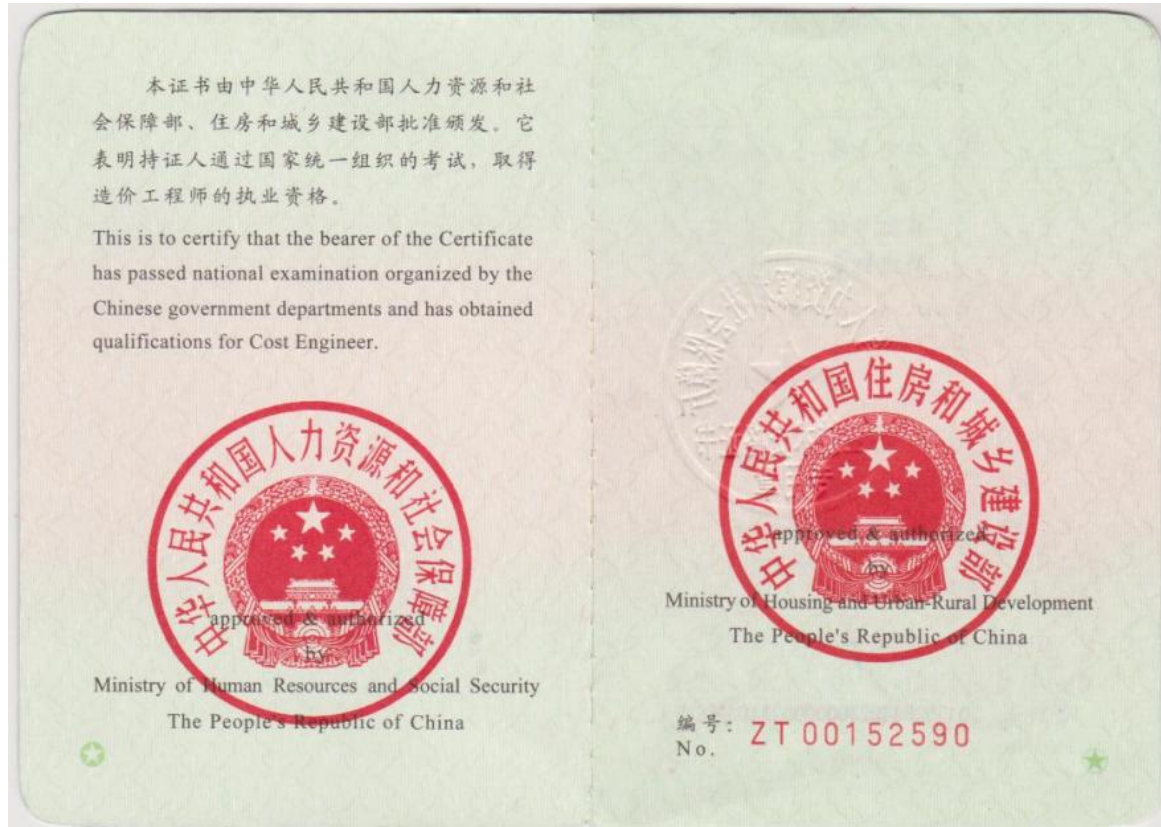 本证书由中华人民共和国人力资源和社
会保障部、住房和城乡建设部批准颁发。它
表明持证人通过国家统一组织的考试，取得
造价工程师的执业资格。
This is to certify that the bearer of the Certificate
has passed national examination organized by the
Chinese government departments and has obtained
qualifications for Cost Engineer.
中华人民共和国人力资源和社会保障部
approved & authorized
by
Ministry of Human Resources and Social Security
The People's Republic of China
中华人民共和国住房和城乡建设部
approved & authorized
by
Ministry of Housing and Urban-Rural Development
The People's Republic of China
编号:
No.
ZT00152590